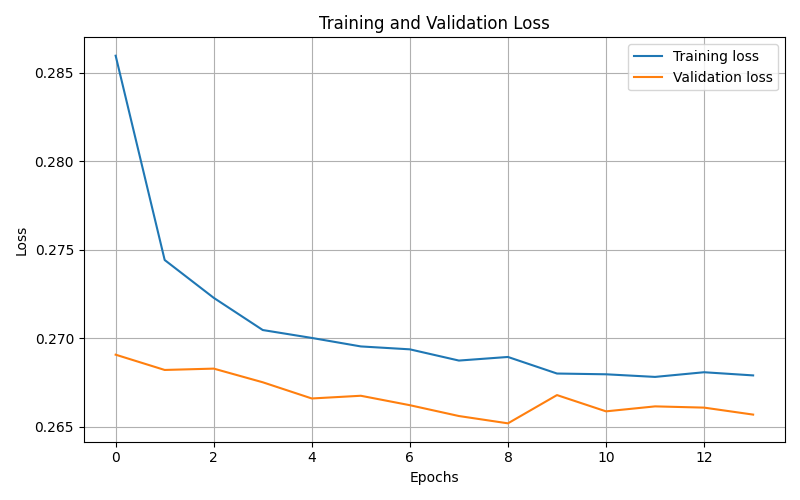 Training and Validation Loss
Training loss
Validation loss
0.285
0.280
0.275
0.270
0.265
Loss
0 2 4 6 8 10 12
Epochs